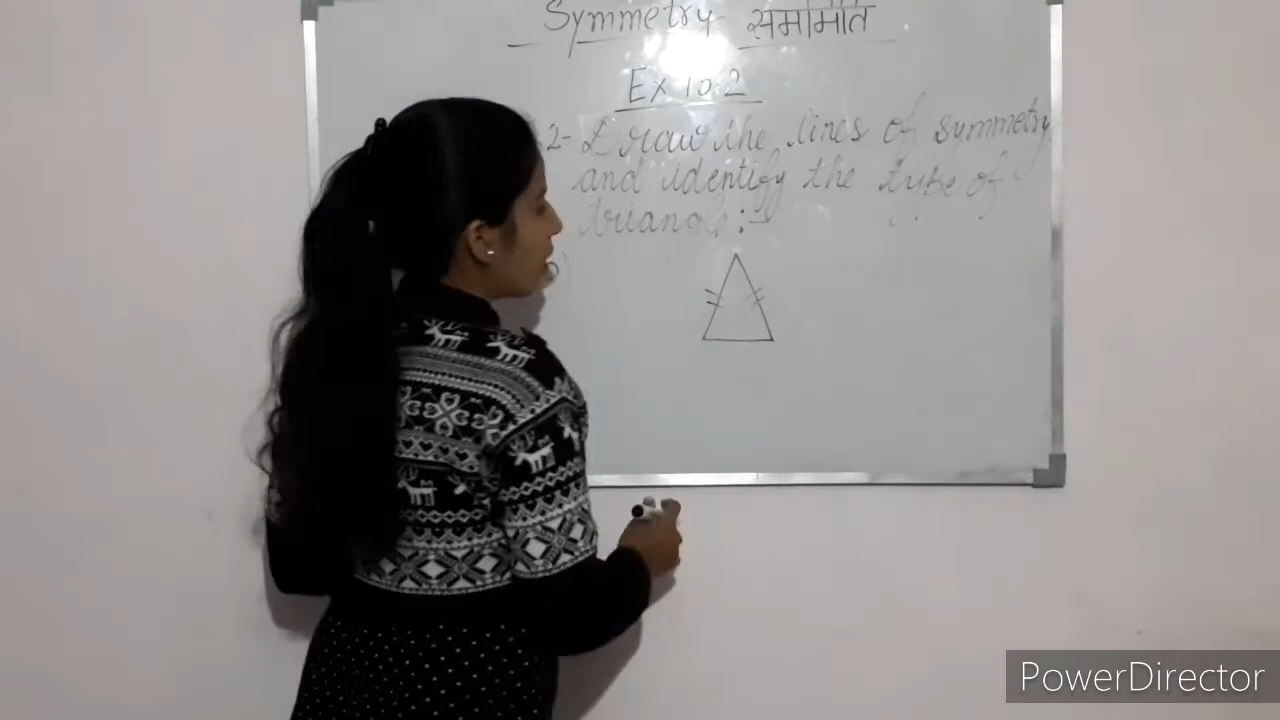 Symmetry समामिति
Ex 10.2
2- Draw the lines of symmetry
and identify the type of
triangle :-
PowerDirector